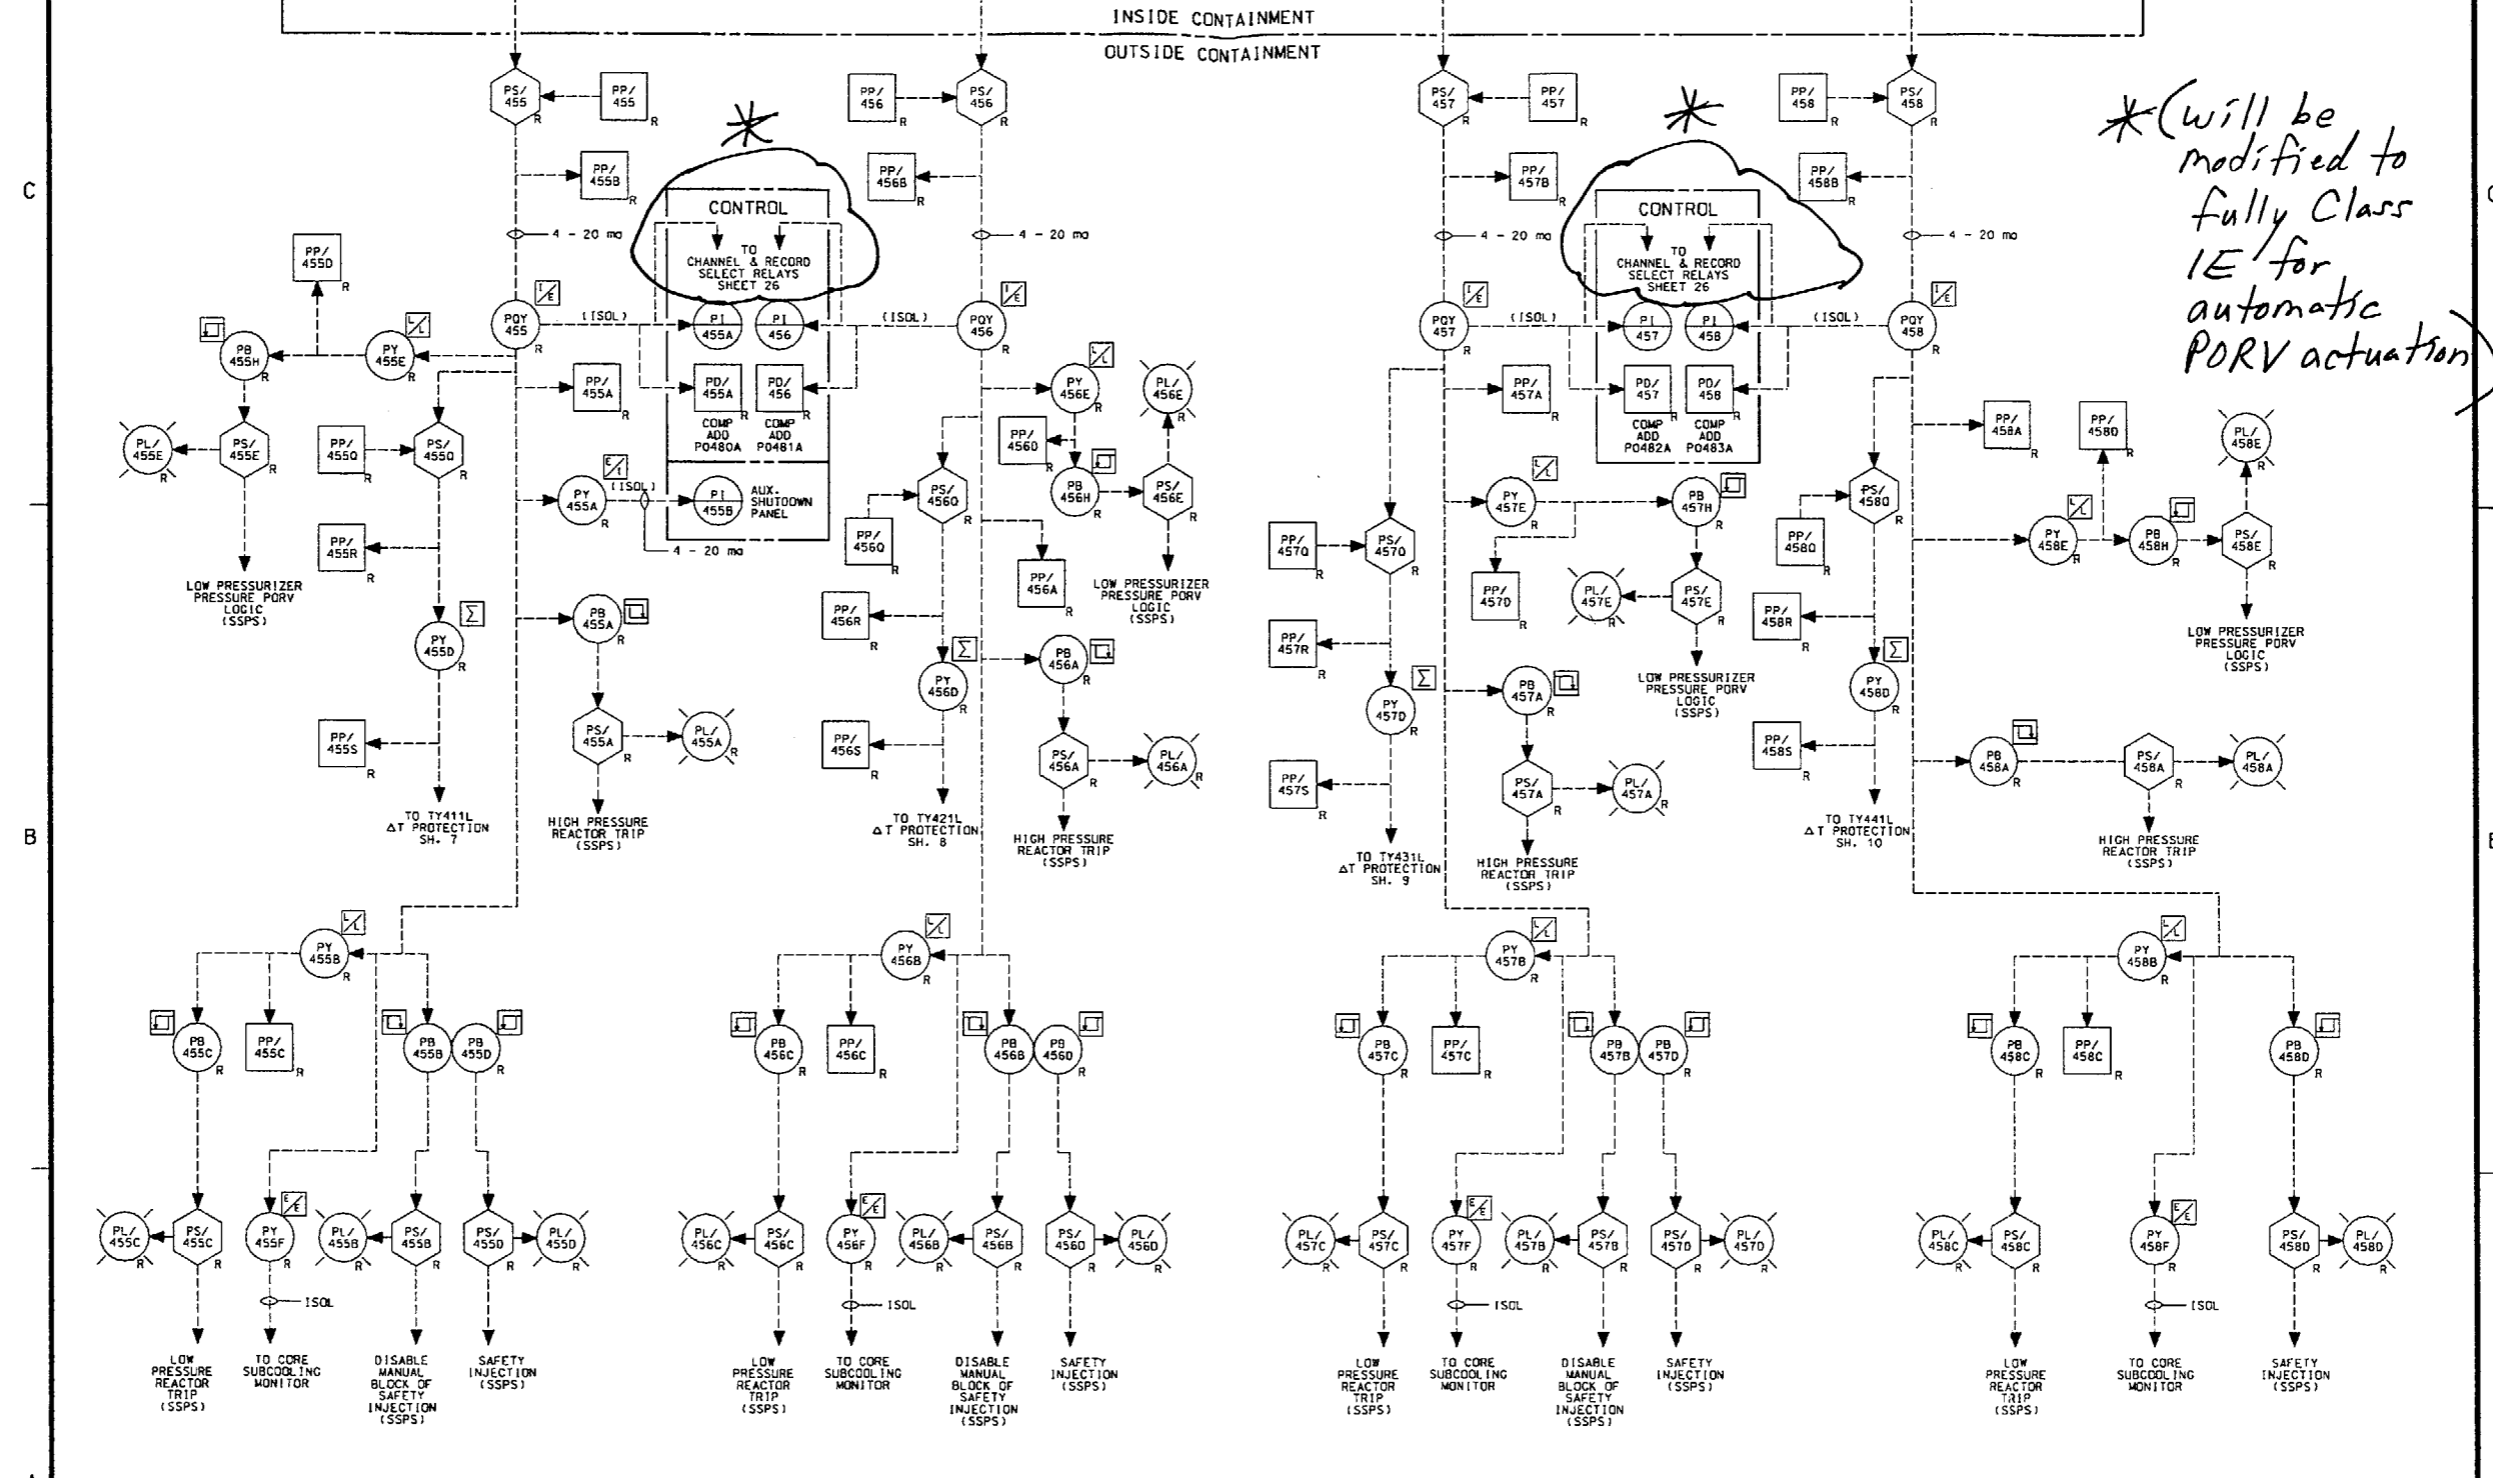 INSIDE CONTAINMENT
OUTSIDE CONTAINMENT
C
PS/
455
R
PP/
455
R
PP/
456
R
PS/
456
R
PS/
457
R
PP/
457
R
PP/
458
R
PS/
458
R
*(will be
modified to
fully Class
IE for
automatic
PORV actuation)
*
*
PP/
455B
R
PP/
456B
R
PP/
457B
R
PP/
458B
R
4 - 20 ma
4 - 20 ma
4 - 20 ma
4 - 20 ma
CONTROL
TO
CHANNEL & RECORD
SELECT RELAYS
SHEET 26
CONTROL
TO
CHANNEL & RECORD
SELECT RELAYS
SHEET 26
PP/
455D
R
PQY
455
R
I/E
(ISOL)
PI
455A
PI
456
(ISOL)
PQY
456
R
I/E
PQY
457
R
I/E
(ISOL)
PI
457
PI
458
(ISOL)
PQY
458
R
I/E
PB
455H
R
PY
455E
R
L/L
PP/
455A
R
PD/
455A
R
COMP
ADD
P0480A
PD/
456
R
COMP
ADD
P0481A
PY
456E
R
L/L
PL/
456E
R
PP/
457A
R
PD/
457
R
COMP
ADD
P0482A
PD/
458
R
COMP
ADD
P0483A
PP/
458A
R
PP/
458D
R
PL/
458E
R
PL/
455E
R
PS/
455E
R
PP/
455Q
R
PS/
455Q
R
PY
455A
R
E/I
(ISOL)
PI
455B
AUX.
SHUTDOWN
PANEL
4 - 20 ma
PP/
456D
R
PB
456H
R
PS/
456E
R
PS/
456Q
R
PP/
456Q
R
PP/
456A
R
PY
457E
R
L/L
PB
457H
R
PP/
457Q
R
PS/
457Q
R
PP/
457D
R
PL/
457E
R
PS/
457E
R
PS/
458Q
R
PP/
458Q
R
PY
458E
R
L/L
PB
458H
R
PS/
458E
R
LOW PRESSURIZER
PRESSURE PORV
LOGIC
(SSPS)
LOW PRESSURIZER
PRESSURE PORV
LOGIC
(SSPS)
LOW PRESSURIZER
PRESSURE PORV
LOGIC
(SSPS)
LOW PRESSURIZER
PRESSURE PORV
LOGIC
(SSPS)
PP/
455R
R
PY
455D
R
Σ
PP/
455S
R
PB
455A
R
PS/
455A
R
PL/
455A
R
PP/
456R
R
PY
456D
R
Σ
PP/
456S
R
PB
456A
R
PS/
456A
R
PL/
456A
R
PP/
457R
R
PY
457D
R
Σ
PP/
457S
R
PB
457A
R
PS/
457A
R
PL/
457A
R
PP/
458R
R
PY
458D
R
Σ
PP/
458S
R
PB
458A
R
PS/
458A
R
PL/
458A
R
B
TO TY411L
ΔT PROTECTION
SH. 7
HIGH PRESSURE
REACTOR TRIP
(SSPS)
TO TY421L
ΔT PROTECTION
SH. 8
HIGH PRESSURE
REACTOR TRIP
(SSPS)
TO TY431L
ΔT PROTECTION
SH. 9
HIGH PRESSURE
REACTOR TRIP
(SSPS)
TO TY441L
ΔT PROTECTION
SH. 10
HIGH PRESSURE
REACTOR TRIP
(SSPS)
PY
455B
R
L/L
PY
456B
R
L/L
PY
457B
R
L/L
PY
458B
R
L/L
PB
455C
R
PP/
455C
R
PB
455B
PB
455D
R
PB
456C
R
PP/
456C
R
PB
456B
PB
456D
R
PB
457C
R
PP/
457C
R
PB
457B
PB
457D
R
PB
458C
R
PP/
458C
R
PB
458D
R
PL/
455C
R
PS/
455C
R
PY
455F
R
E/E
PL/
455B
R
PS/
455B
R
PS/
455D
R
PL/
455D
R
PL/
456C
R
PS/
456C
R
PY
456F
R
E/E
PL/
456B
R
PS/
456B
R
PS/
456D
R
PL/
456D
R
PL/
457C
R
PS/
457C
R
PY
457F
R
E/E
PL/
457B
R
PS/
457B
R
PS/
457D
R
PL/
457D
R
PL/
458C
R
PS/
458C
R
PY
458F
R
E/E
PS/
458D
R
PL/
458D
R
ISOL
ISOL
ISOL
ISOL
LOW
PRESSURE
REACTOR
TRIP
(SSPS)
TO CORE
SUBCOOLING
MONITOR
DISABLE
MANUAL
BLOCK OF
SAFETY
INJECTION
(SSPS)
SAFETY
INJECTION
(SSPS)
LOW
PRESSURE
REACTOR
TRIP
(SSPS)
TO CORE
SUBCOOLING
MONITOR
DISABLE
MANUAL
BLOCK OF
SAFETY
INJECTION
(SSPS)
SAFETY
INJECTION
(SSPS)
LOW
PRESSURE
REACTOR
TRIP
(SSPS)
TO CORE
SUBCOOLING
MONITOR
DISABLE
MANUAL
BLOCK OF
SAFETY
INJECTION
(SSPS)
SAFETY
INJECTION
(SSPS)
LOW
PRESSURE
REACTOR
TRIP
(SSPS)
TO CORE
SUBCOOLING
MONITOR
SAFETY
INJECTION
(SSPS)